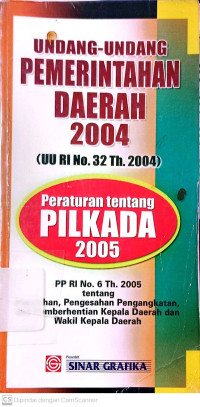 UNDANG-UNDANG
PEMERINTAHAN
DAERAH
2004
(UU RI No. 32 Th. 2004)
Peraturan tentang
PILKADA
2005
PP RI No. 6 Th. 2005
tentang
han, Pengesahan Pengangkatan,
mberhentian Kepala Daerah dan
Wakil Kepala Daerah
Penerbit
SINAR GRAFIKA
CS Dipindai dengan CamScanner